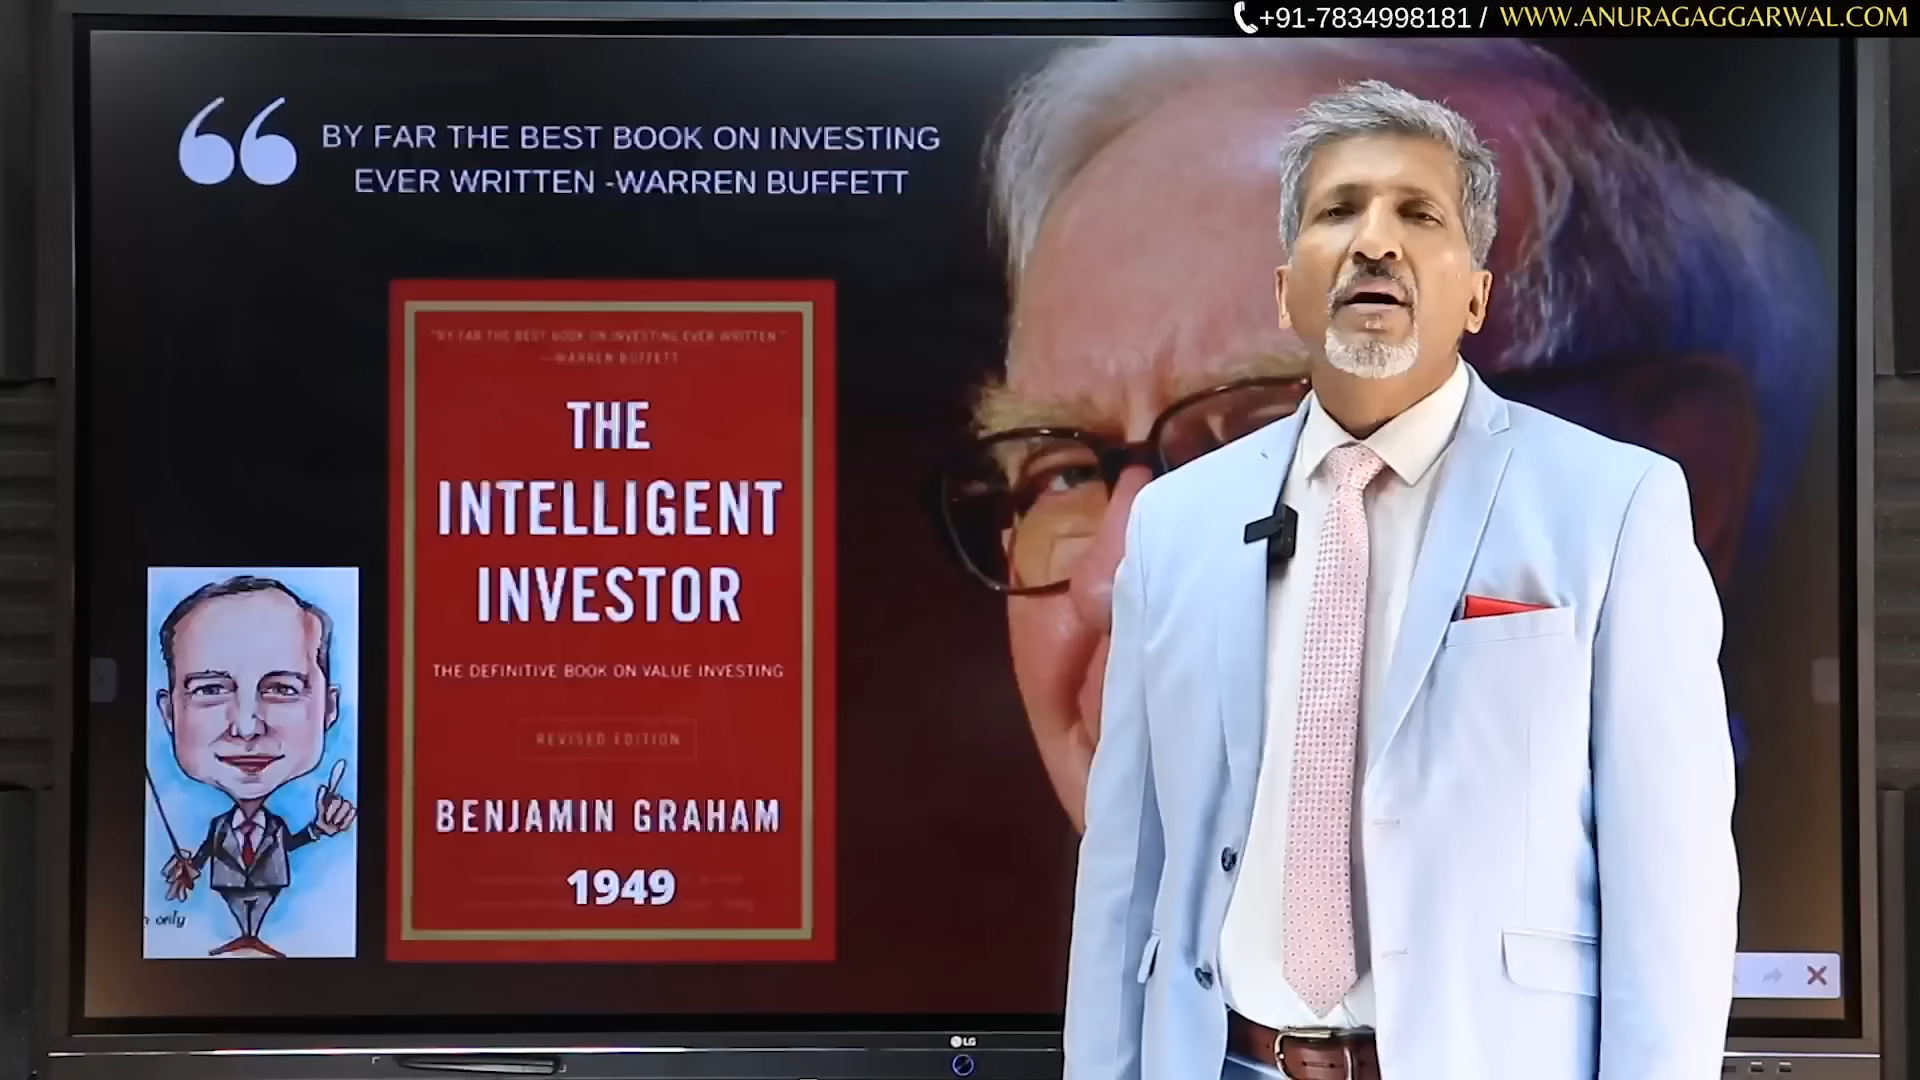 +91-7834998181 / WWW.ANURAGAGGARWAL.COM
BY FAR THE BEST BOOK ON INVESTING
EVER WRITTEN -WARREN BUFFETT
"BY FAR THE BEST BOOK ON INVESTING EVER WRITTEN."
—WARREN BUFFETT
THE
INTELLIGENT
INVESTOR
THE DEFINITIVE BOOK ON VALUE INVESTING
REVISED EDITION
BENJAMIN GRAHAM
1949
only
LG